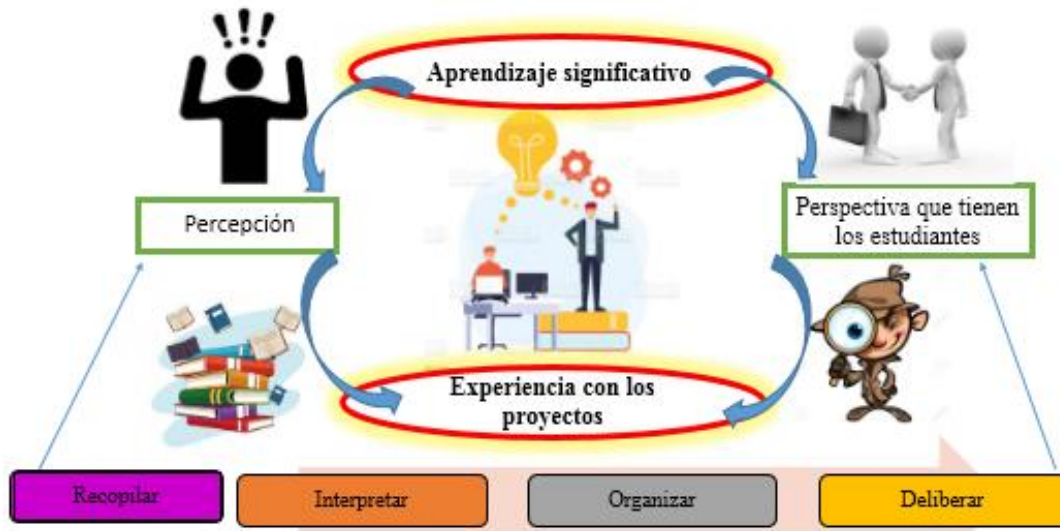 Aprendizaje significativo
Percepción
Perspectiva que tienen
los estudiantes
Experiencia con los
proyectos
Recopilar
Interpretar
Organizar
Deliberar